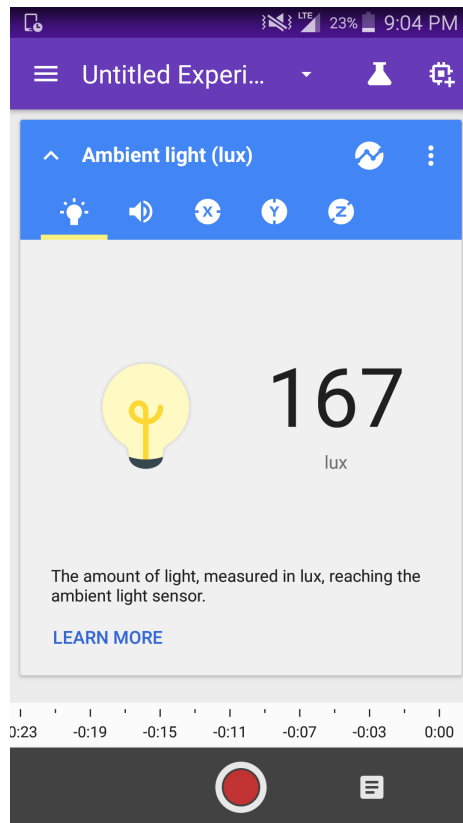 LTE 23% 9:04 PM
Untitled Experi...
Ambient light (lux)
X Y Z
167
lux
The amount of light, measured in lux, reaching the
ambient light sensor.
LEARN MORE
0:23 -0:19 -0:15 -0:11 -0:07 -0:03 0:00